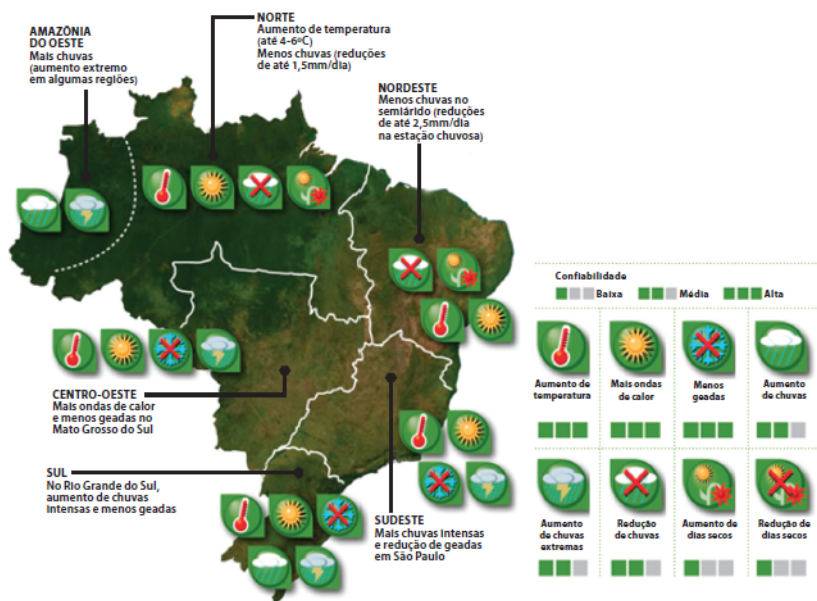 AMAZÔNIA
DO OESTE
Mais chuvas
(aumento extremo
em algumas regiões)
NORTE
Aumento de temperatura
(até 4-6ºC)
Menos chuvas (reduções
de até 1,5mm/dia)
NORDESTE
Menos chuvas no
semiárido (reduções
de até 2,5mm/dia
na estação chuvosa)
CENTRO-OESTE
Mais ondas de calor
e menos geadas no
Mato Grosso do Sul
SUL
No Rio Grande do Sul,
aumento de chuvas
intensas e menos geadas
SUDESTE
Mais chuvas intensas
e redução de geadas
em São Paulo
Confiabilidade
Baixa Média Alta
Aumento de
temperatura
Mais ondas
de calor
Menos
geadas
Aumento
de chuvas
Aumento
de chuvas
extremas
Redução
de chuvas
Aumento de
dias secos
Redução de
dias secos